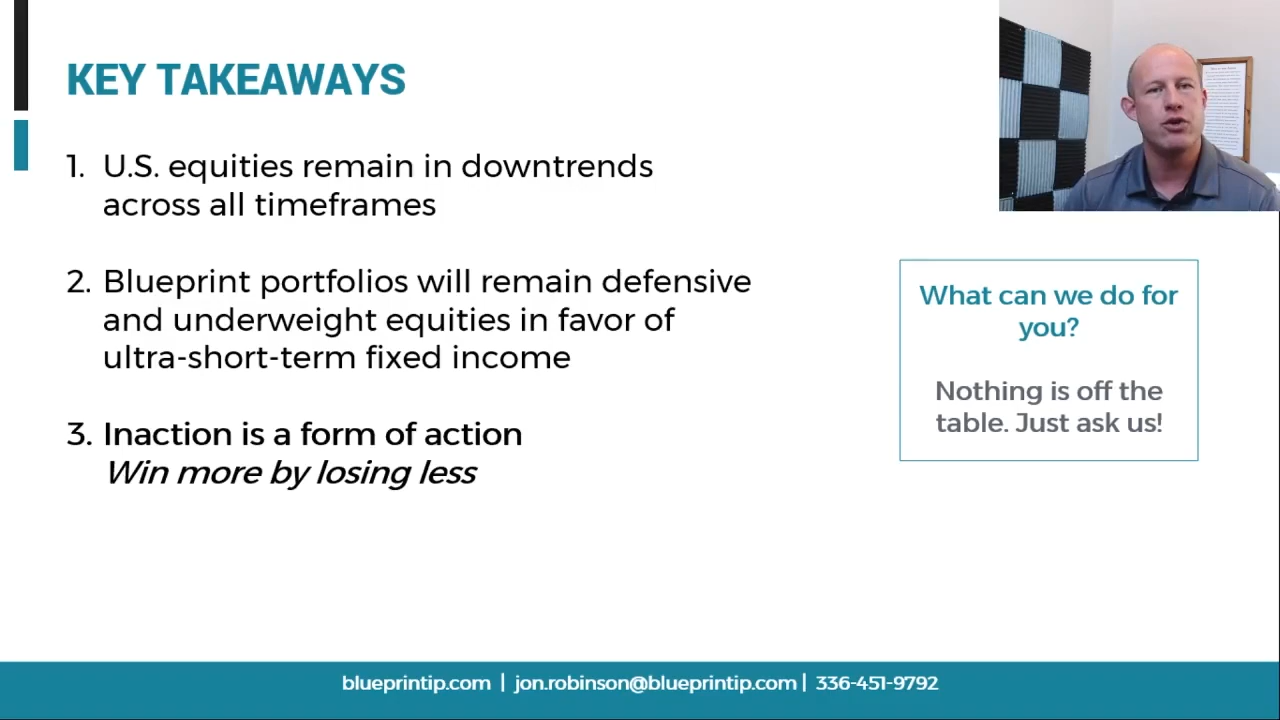 KEY TAKEAWAYS
1. U.S. equities remain in downtrends
across all timeframes
2. Blueprint portfolios will remain defensive
and underweight equities in favor of
ultra-short-term fixed income
3. Inaction is a form of action
Win more by losing less
What can we do for
you?
Nothing is off the
table. Just ask us!
blueprintip.com | jon.robinson@blueprintip.com | 336-451-9792